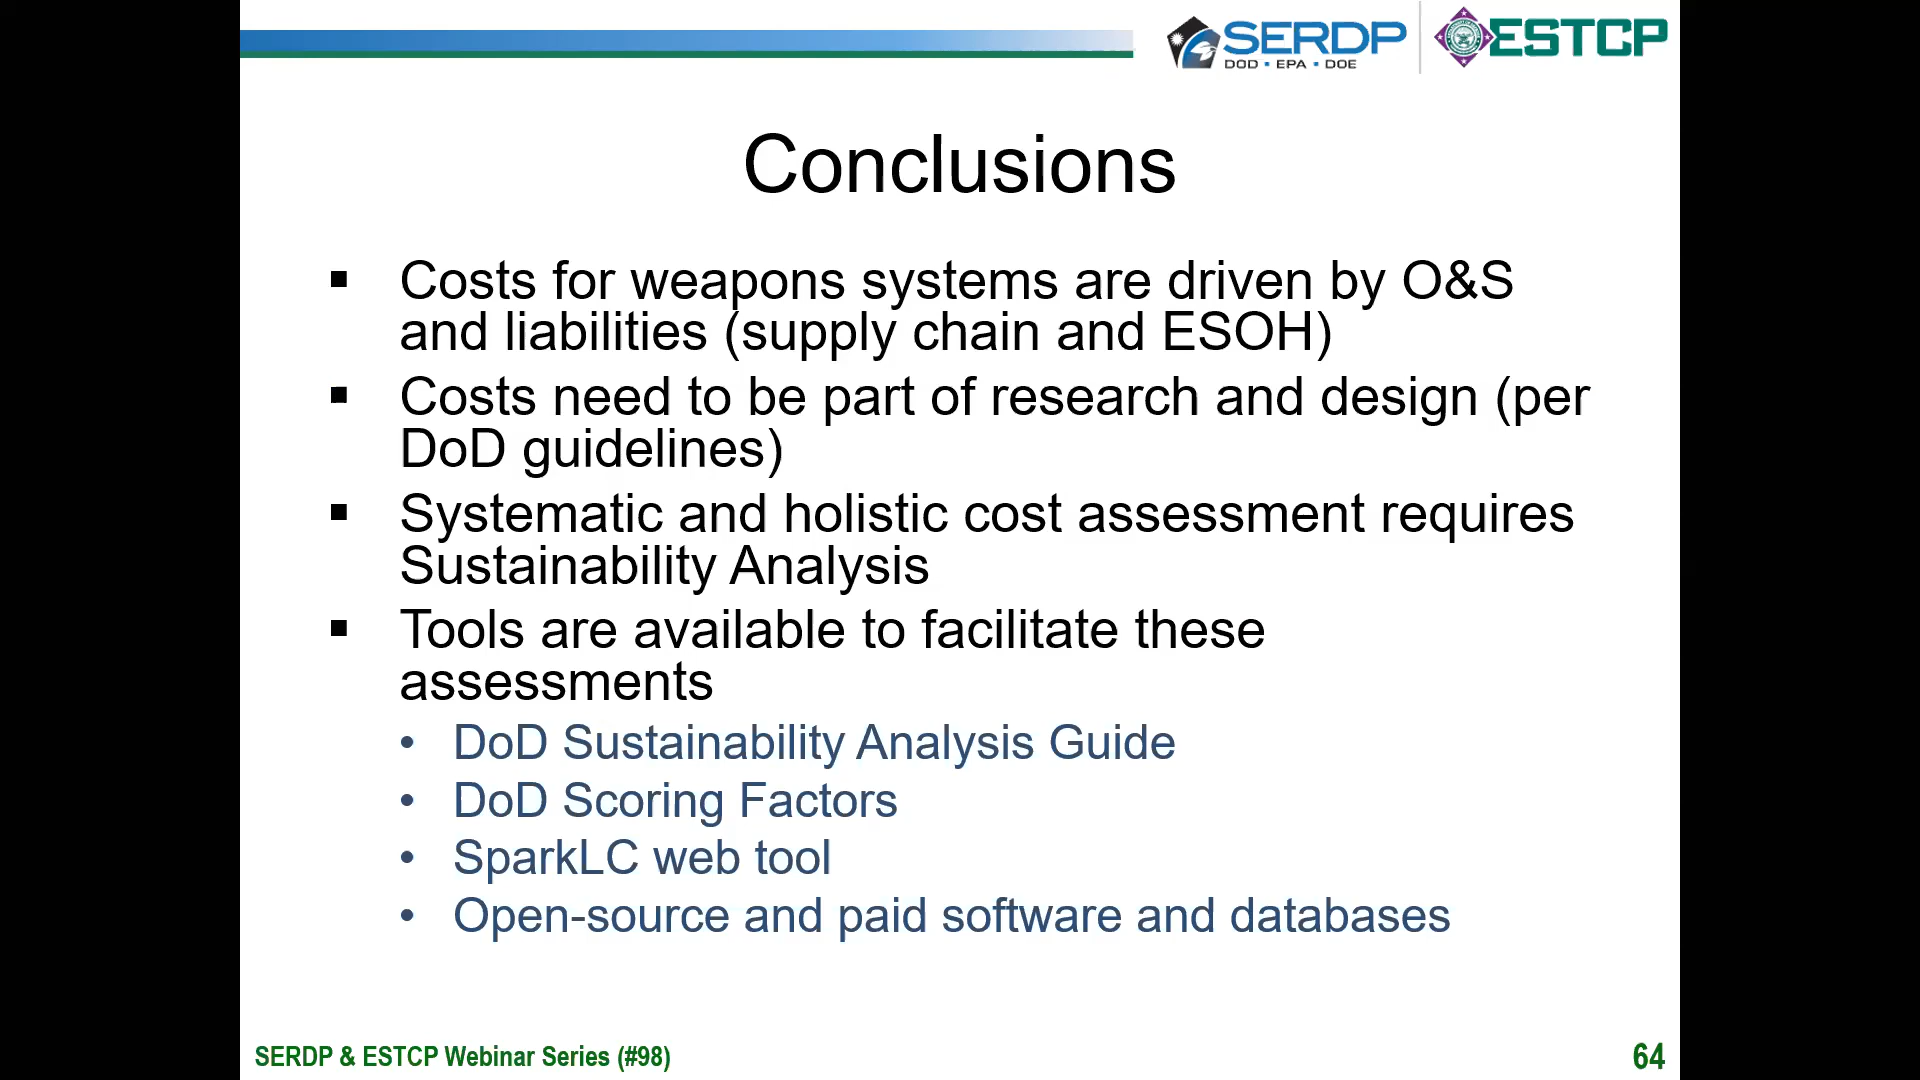 SERDP
DOD • EPA • DOE
ESTCP
Conclusions
▪ Costs for weapons systems are driven by O&S
and liabilities (supply chain and ESOH)
▪ Costs need to be part of research and design (per
DoD guidelines)
▪ Systematic and holistic cost assessment requires
Sustainability Analysis
▪ Tools are available to facilitate these
assessments
• DoD Sustainability Analysis Guide
• DoD Scoring Factors
• SparkLC web tool
• Open-source and paid software and databases
SERDP & ESTCP Webinar Series (#98)
64